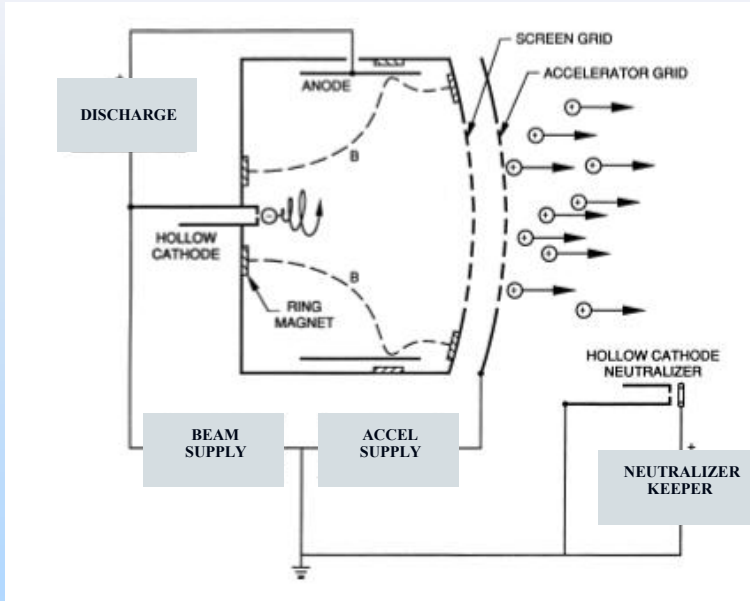 SCREEN GRID
ACCELERATOR GRID
ANODE
DISCHARGE
B
HOLLOW
CATHODE
B
RING
MAGNET
HOLLOW CATHODE
NEUTRALIZER
BEAM
SUPPLY
ACCEL
SUPPLY
+
NEUTRALIZER
KEEPER